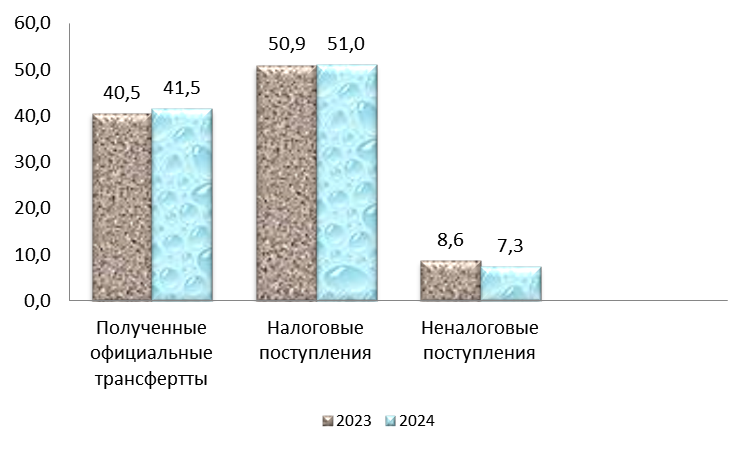 60,0
50,0
40,0
30,0
20,0
10,0
0,0
40,5
41,5
50,9
51,0
8,6
7,3
Полученные
официальные
трансфертты
Налоговые
поступления
Неналоговые
поступления
2023
2024